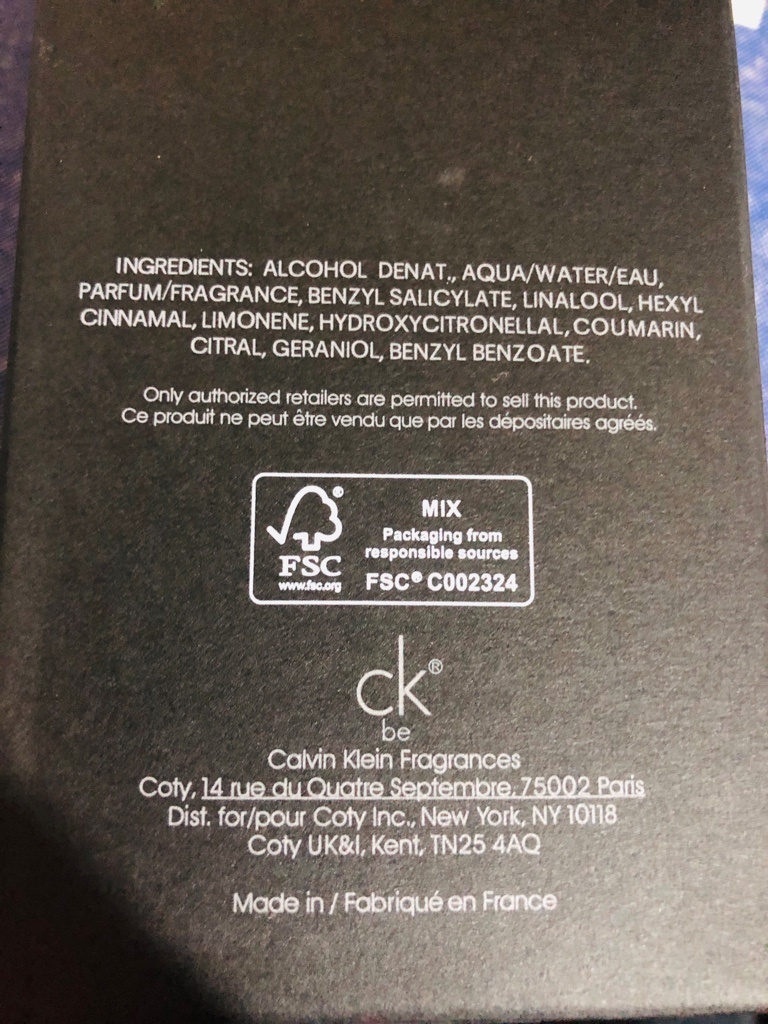 INGREDIENTS: ALCOHOL DENAT., AQUA/WATER/EAU,
PARFUM/FRAGRANCE, BENZYL SALICYLATE, LINALOOL, HEXYL
CINNAMAL, LIMONENE, HYDROXYCITRONELLAL, COUMARIN,
CITRAL, GERANIOL, BENZYL BENZOATE.
Only authorized retailers are permitted to sell this product.
Ce produit ne peut être vendu que par les dépositaires agréés.
®
FSC
www.fsc.org
MIX
Packaging from
responsible sources
FSC® C002324
ck®
be
Calvin Klein Fragrances
Coty, 14 rue du Quatre Septembre, 75002 Paris
Dist. for/pour Coty Inc., New York, NY 10118
Coty UK&I, Kent, TN25 4AQ
Made in / Fabriqué en France